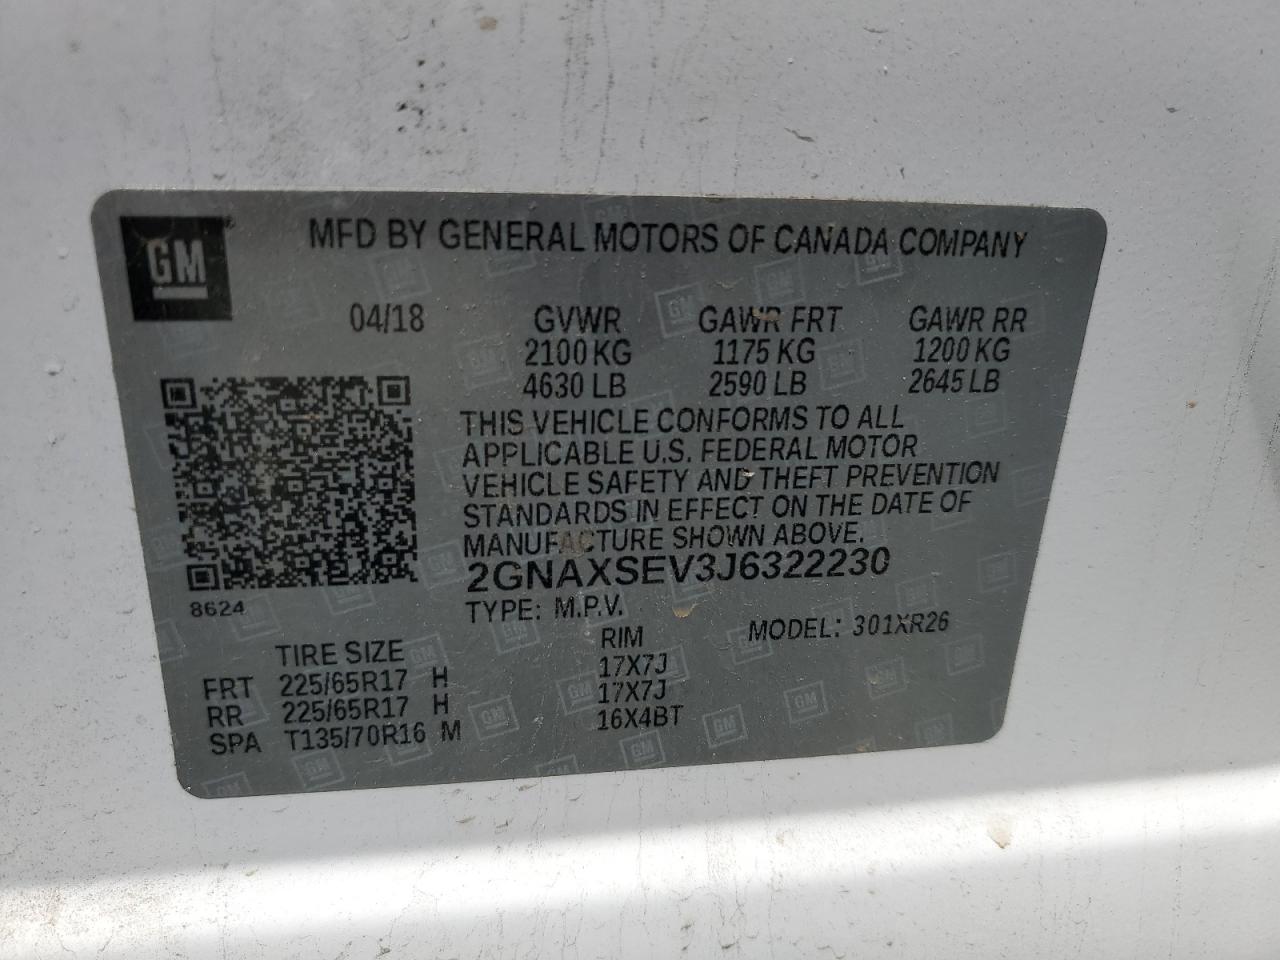 GM
MFD BY GENERAL MOTORS OF CANADA COMPANY
04/18 GVWR GAWR FRT GAWR RR
2100 KG 1175 KG 1200 KG
4630 LB 2590 LB 2645 LB
THIS VEHICLE CONFORMS TO ALL
APPLICABLE U.S. FEDERAL MOTOR
VEHICLE SAFETY AND THEFT PREVENTION
STANDARDS IN EFFECT ON THE DATE OF
MANUFACTURE SHOWN ABOVE.
2GNAXSEV3J6322230
8624
TYPE: M.P.V. MODEL: 301XR26
TIRE SIZE RIM
FRT 225/65R17 H 17X7J
RR 225/65R17 H 17X7J
SPA T135/70R16 M 16X4BT